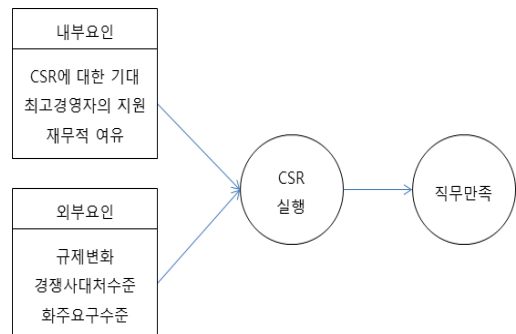 내부요인
CSR에 대한 기대
최고경영자의 지원
재무적 여유
외부요인
규제변화
경쟁사대처수준
화주요구수준
CSR
실행
직무만족